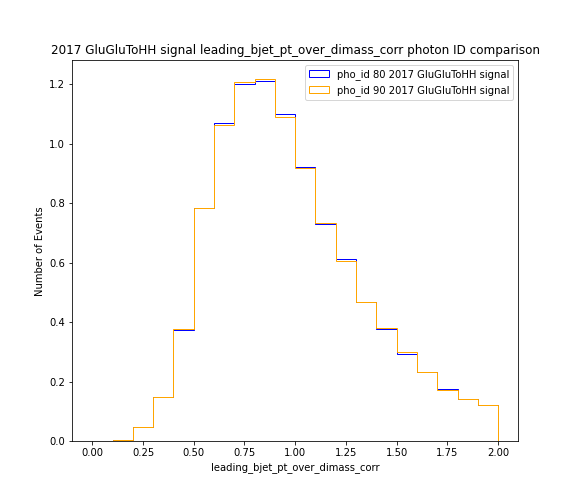 2017 GluGluToHH signal leading_bjet_pt_over_dimass_corr photon ID comparison
pho_id 80 2017 GluGluToHH signal
pho_id 90 2017 GluGluToHH signal
Number of Events
1.2
1.0
0.8
0.6
0.4
0.2
0.0
0.00 0.25 0.50 0.75 1.00 1.25 1.50 1.75 2.00
leading_bjet_pt_over_dimass_corr